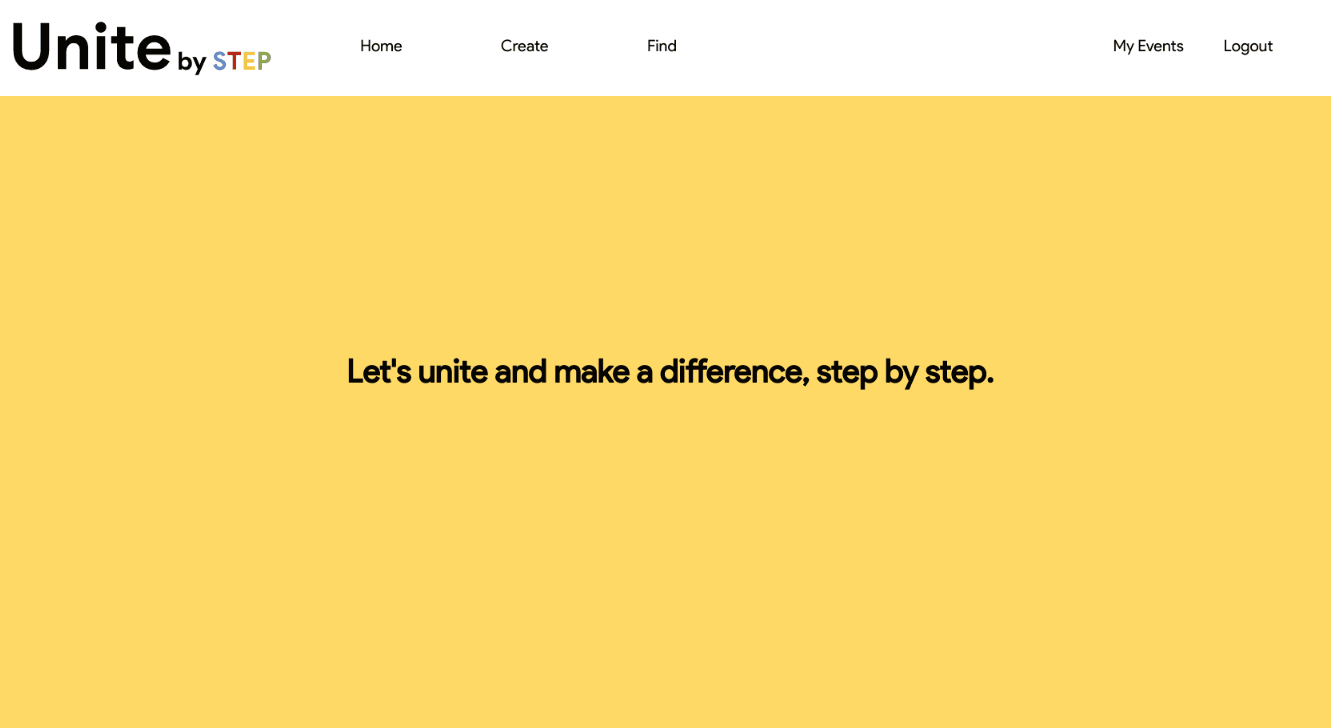 Unite by STEP
Home Create Find My Events Logout
Let's unite and make a difference, step by step.